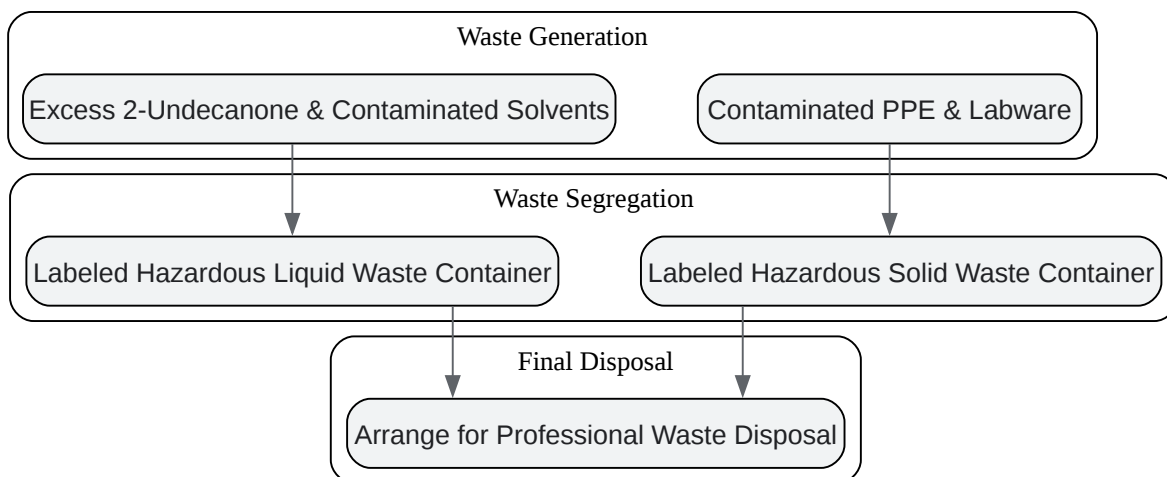 Waste Generation
Excess 2-Undecanone & Contaminated Solvents
Contaminated PPE & Labware
Waste Segregation
Labeled Hazardous Liquid Waste Container
Labeled Hazardous Solid Waste Container
Final Disposal
Arrange for Professional Waste Disposal